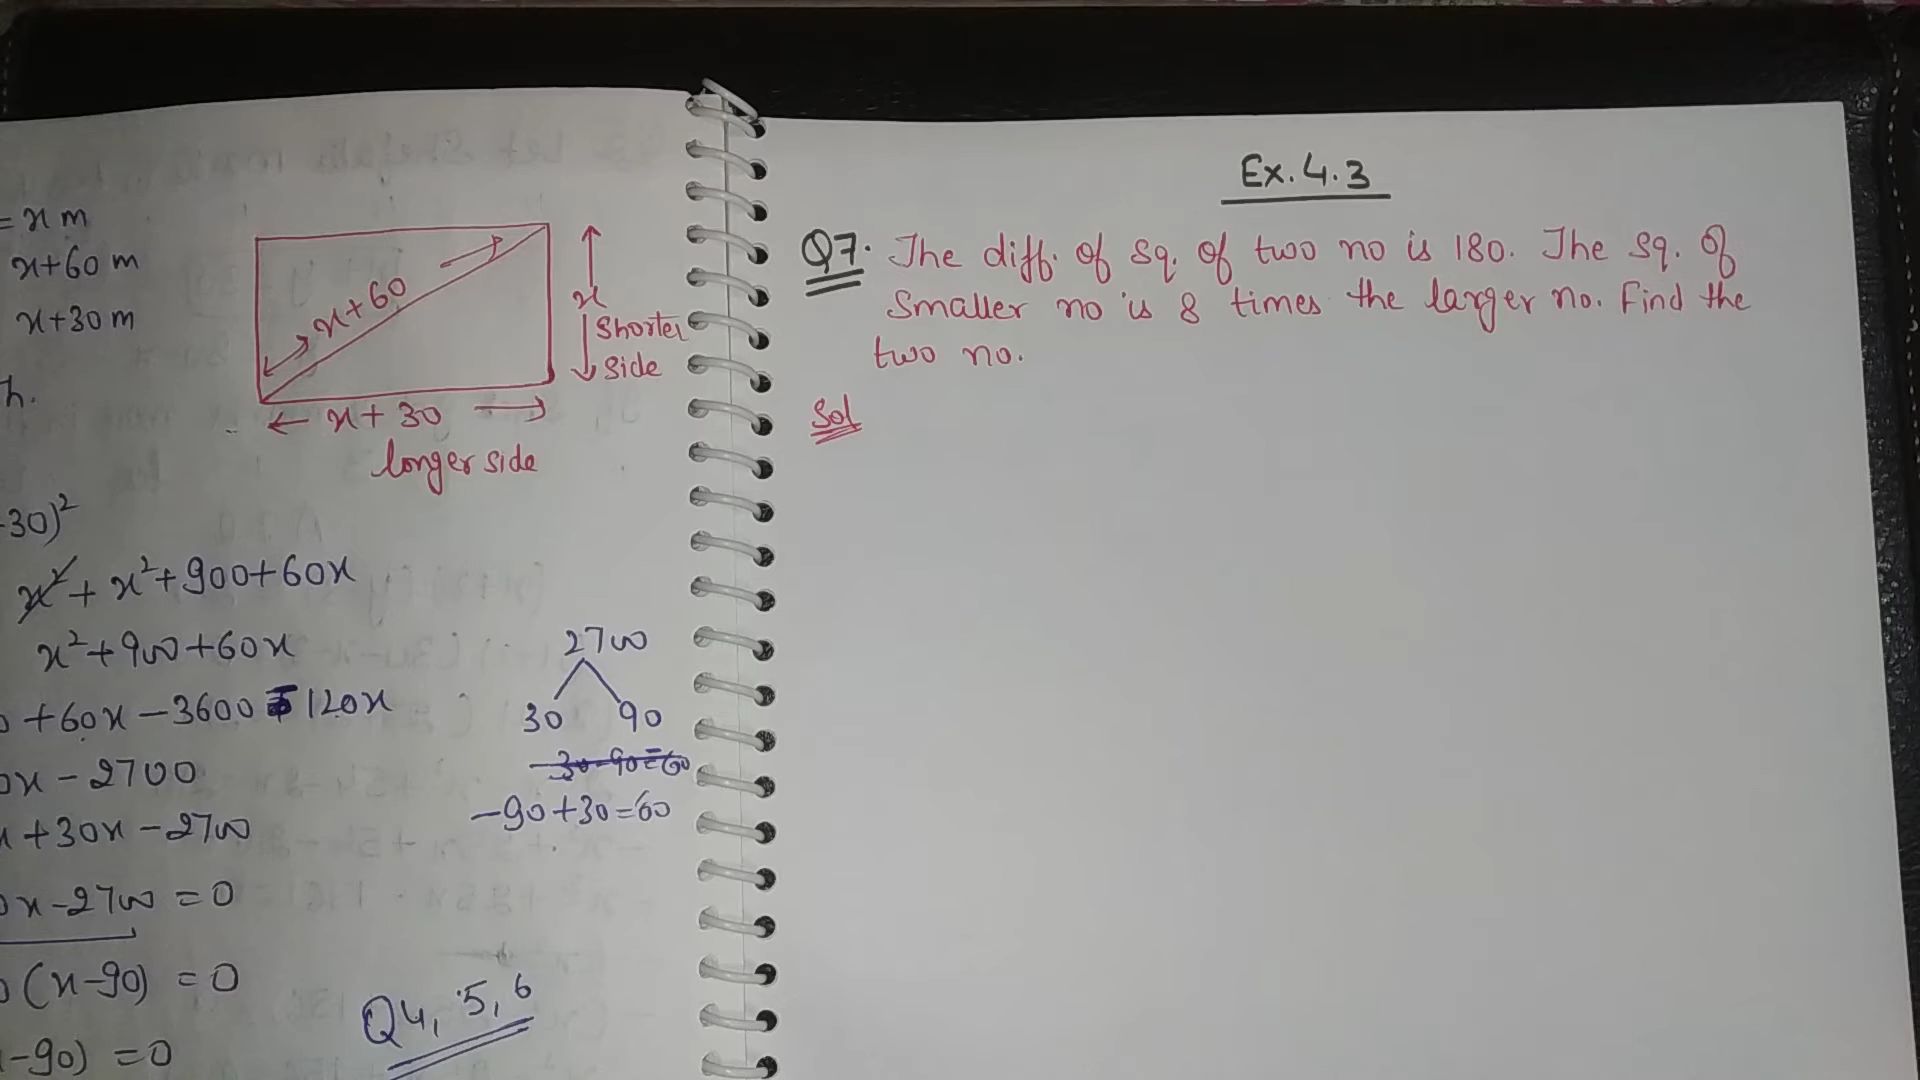 = x m
x+60 m
x+30 m
h.
x+60
x
Shorter
side
← x+30 →
longer side
-30)²
x² + x²+900+60x
x²+900+60x
+60x-3600-120x
x-2700
x+30x-2700
x-2700 = 0
(x-90) = 0
-90) = 0
2700
30 90
30-90=60
-90+30=60
Q4, 5, 6
Ex. 4.3
Q7. The diff. of sq. of two no is 180. The sq. of
Smaller no is 8 times the larger no. Find the
two no.
Sol